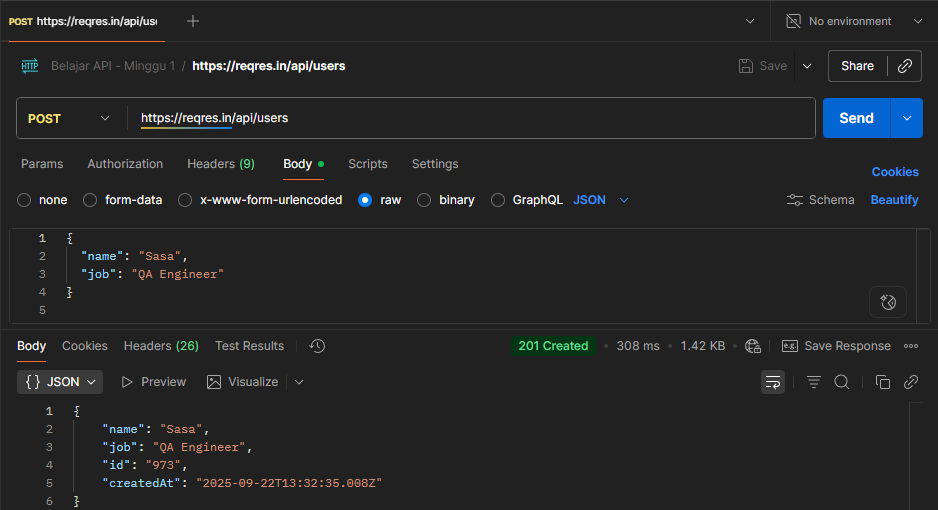 POST https://reqres.in/api/use
No environment
HTTP Belajar API - Minggu 1 / https://reqres.in/api/users Save Share
POST https://reqres.in/api/users Send
Params Authorization Headers (9) Body Scripts Settings Cookies
none form-data x-www-form-urlencoded raw binary GraphQL JSON Schema Beautify
1 {
2 "name": "Sasa",
3 "job": "QA Engineer"
4 }
5
Body Cookies Headers (26) Test Results 201 Created • 308 ms • 1.42 KB • e.g. Save Response
{ } JSON Preview Visualize
1 {
2 "name": "Sasa",
3 "job": "QA Engineer",
4 "id": "973",
5 "createdAt": "2025-09-22T13:32:35.008Z"
6 }